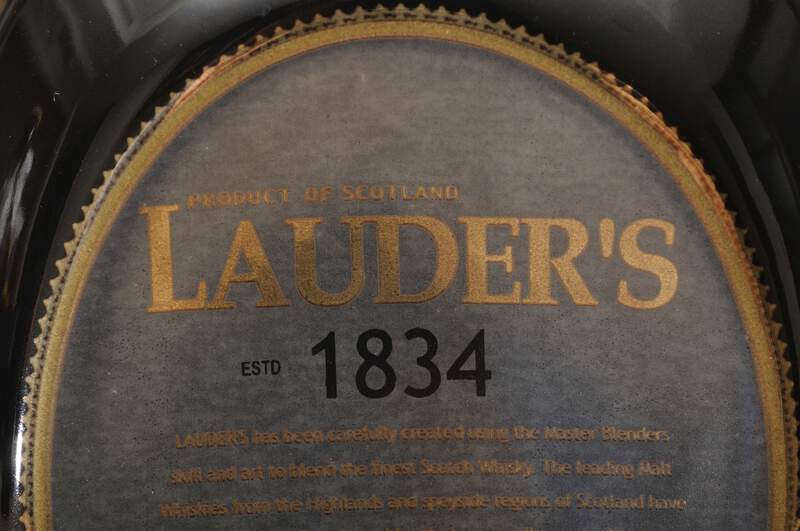 PRODUCT OF SCOTLAND
LAUDER'S
ESTD 1834
LAUDER'S has been carefully created using the Master Blenders
skill and art to blend the finest Scotch Whisky. The leading Malt
Whiskies from the Highlands and speyside regions of Scotland have